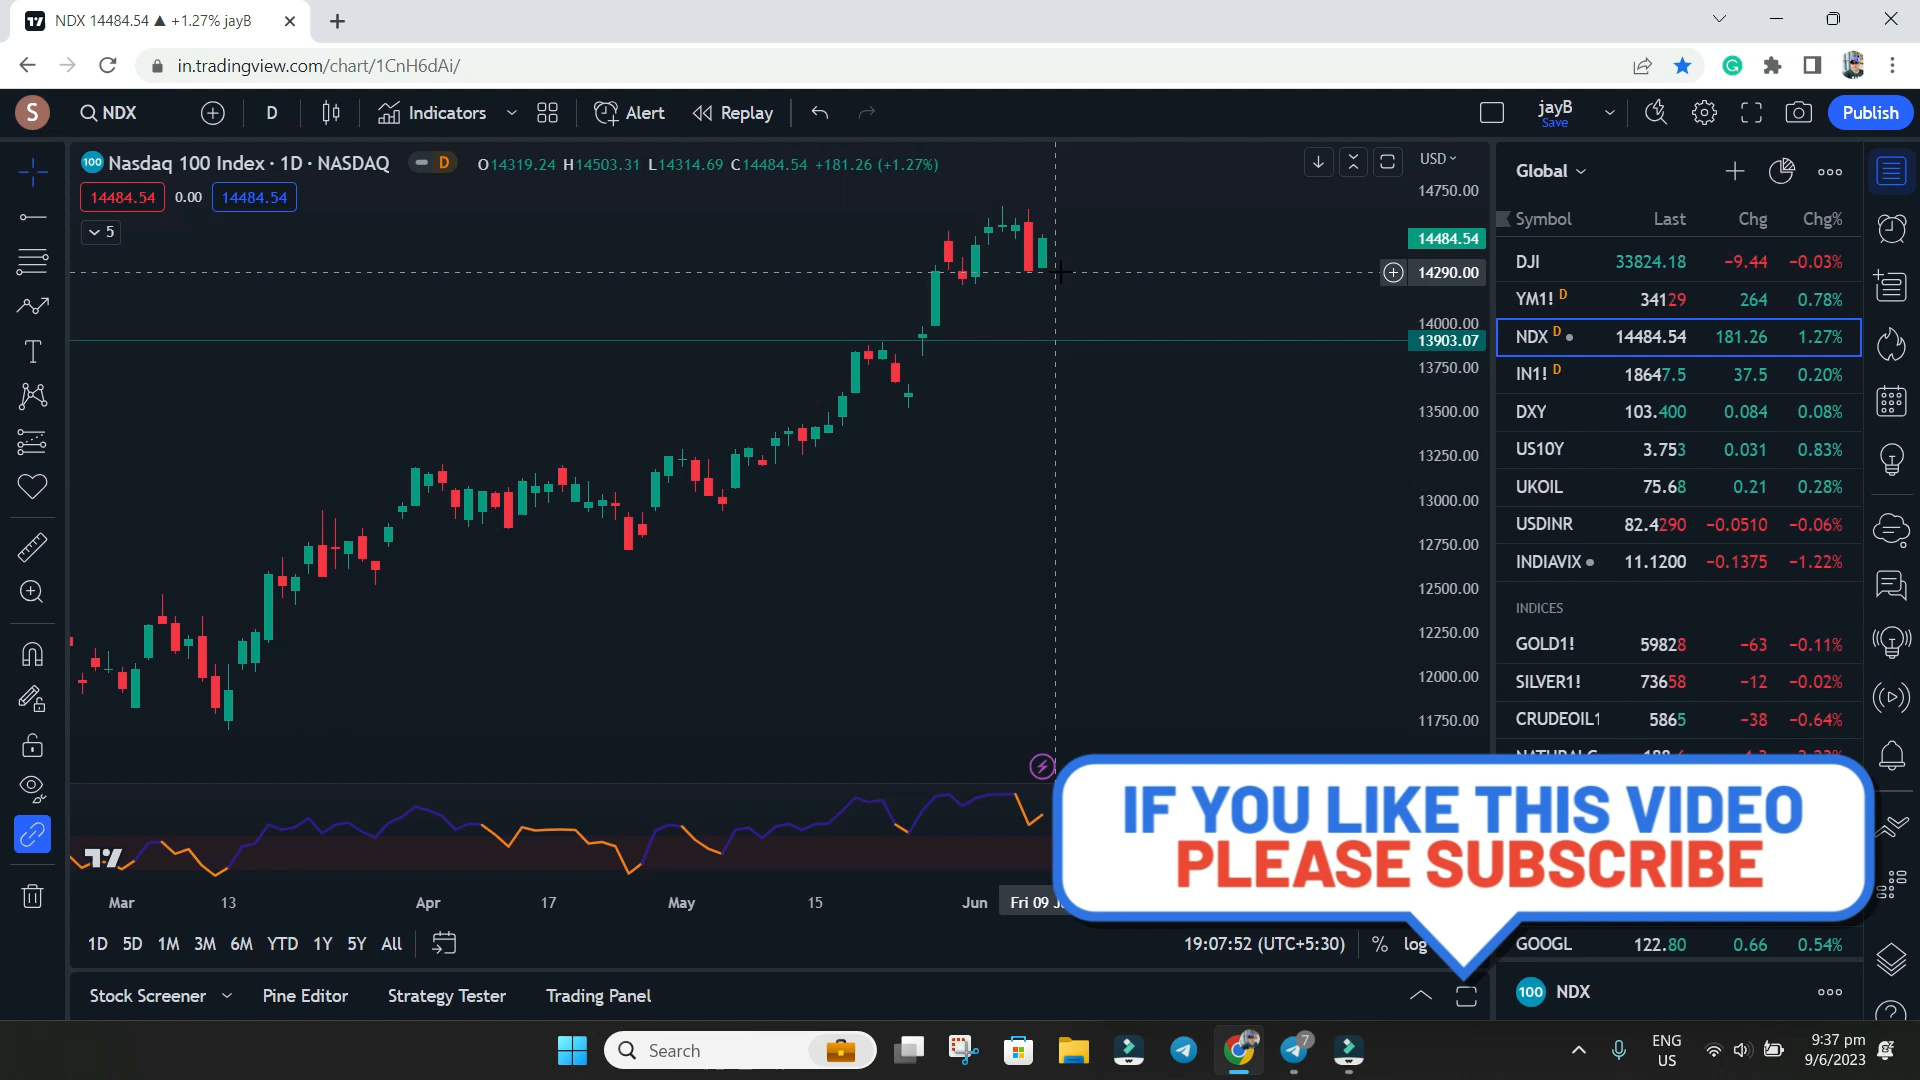 NDX 14484.54 ▲ +1.27% jayB
in.tradingview.com/chart/1CnH6dAi/
S NDX D Indicators Alert Replay jayB Save Publish
100 Nasdaq 100 Index · 1D · NASDAQ D O14319.24 H14503.31 L14314.69 C14484.54 +181.26 (+1.27%)
USD
14484.54 0.00 14484.54
5
14750.00
14484.54
14290.00
14000.00
13903.07
13750.00
13500.00
13250.00
13000.00
12750.00
12500.00
12250.00
12000.00
11750.00
Global
Symbol Last Chg Chg%
DJI 33824.18 −9.44 −0.03%
YM1! D 34129 264 0.78%
NDX D 14484.54 181.26 1.27%
IN1! D 18647.5 37.5 0.20%
DXY 103.400 0.084 0.08%
US10Y 3.753 0.031 0.83%
UKOIL 75.68 0.21 0.28%
USDINR 82.4290 −0.0510 −0.06%
INDIAVIX 11.1200 −0.1375 −1.22%
INDICES
GOLD1! 59828 −63 −0.11%
SILVER1! 73658 −12 −0.02%
CRUDEOIL1 5865 −38 −0.64%
IF YOU LIKE THIS VIDEO
PLEASE SUBSCRIBE
Mar 13 Apr 17 May 15 Jun Fri 09
1D 5D 1M 3M 6M YTD 1Y 5Y All 19:07:52 (UTC+5:30) % log
GOOGL 122.80 0.66 0.54%
Stock Screener Pine Editor Strategy Tester Trading Panel
100 NDX
Search
7
ENG
US
9:37 pm
9/6/2023